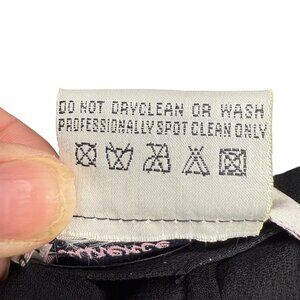 DO NOT DRYCLEAN OR WASH
PROFESSIONALLY SPOT CLEAN ONLY